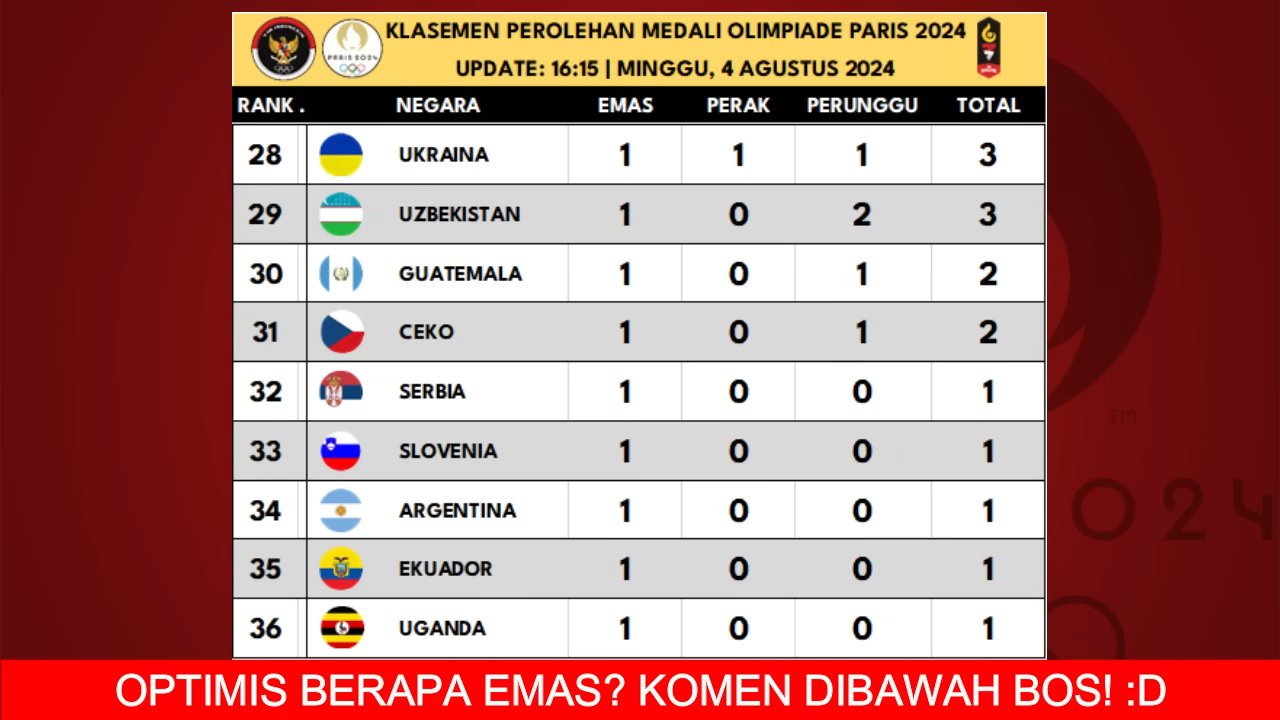 KLASEMEN PEROLEHAN MEDALI OLIMPIADE PARIS 2024
PARIS 2024
UPDATE: 16:15 | MINGGU, 4 AGUSTUS 2024
RANK . NEGARA EMAS PERAK PERUNGGU TOTAL
28 UKRAINA 1 1 1 3
29 UZBEKISTAN 1 0 2 3
30 GUATEMALA 1 0 1 2
31 CEKO 1 0 1 2
32 SERBIA 1 0 0 1
33 SLOVENIA 1 0 0 1
34 ARGENTINA 1 0 0 1
35 EKUADOR 1 0 0 1
36 UGANDA 1 0 0 1
TM
024
OPTIMIS BERAPA EMAS? KOMEN DIBAWAH BOS! :D